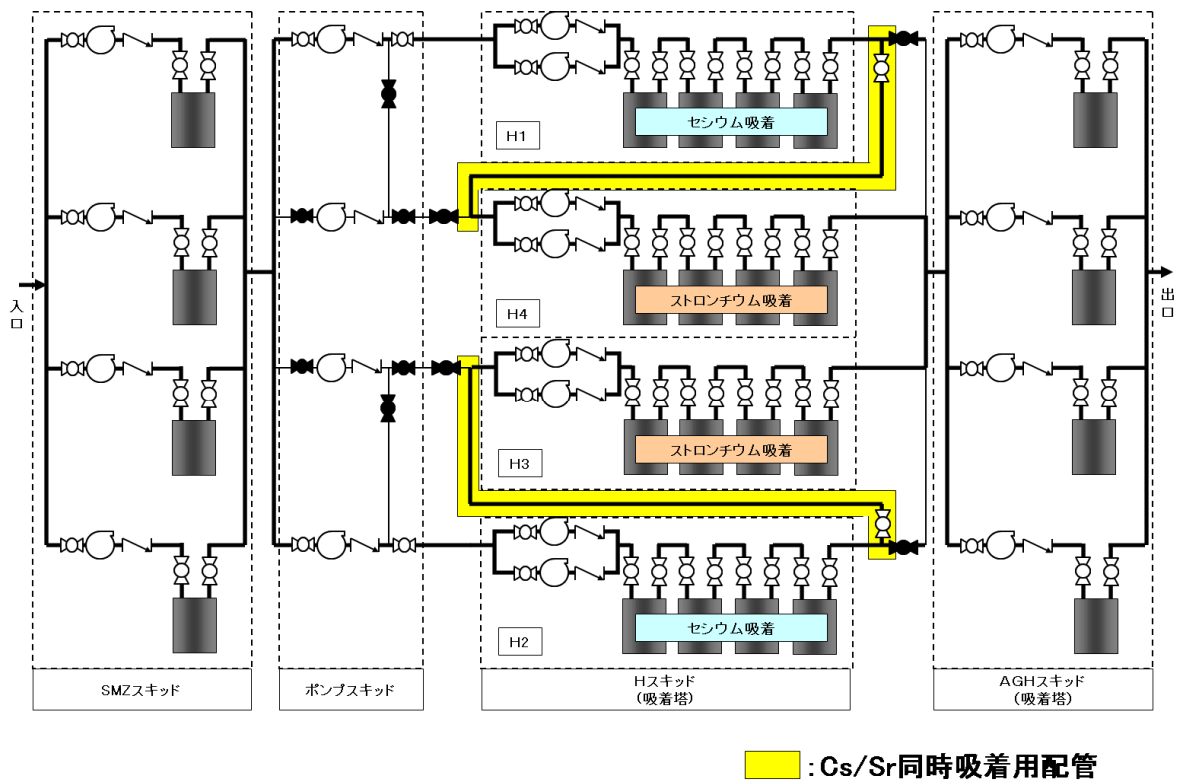 セシウム吸着
H1
入口
出口
ストロンチウム吸着
H4
ストロンチウム吸着
H3
セシウム吸着
H2
SMZスキッド
ポンプスキッド
Hスキッド
(吸着塔)
AGHスキッド
(吸着塔)
:Cs/Sr同時吸着用配管